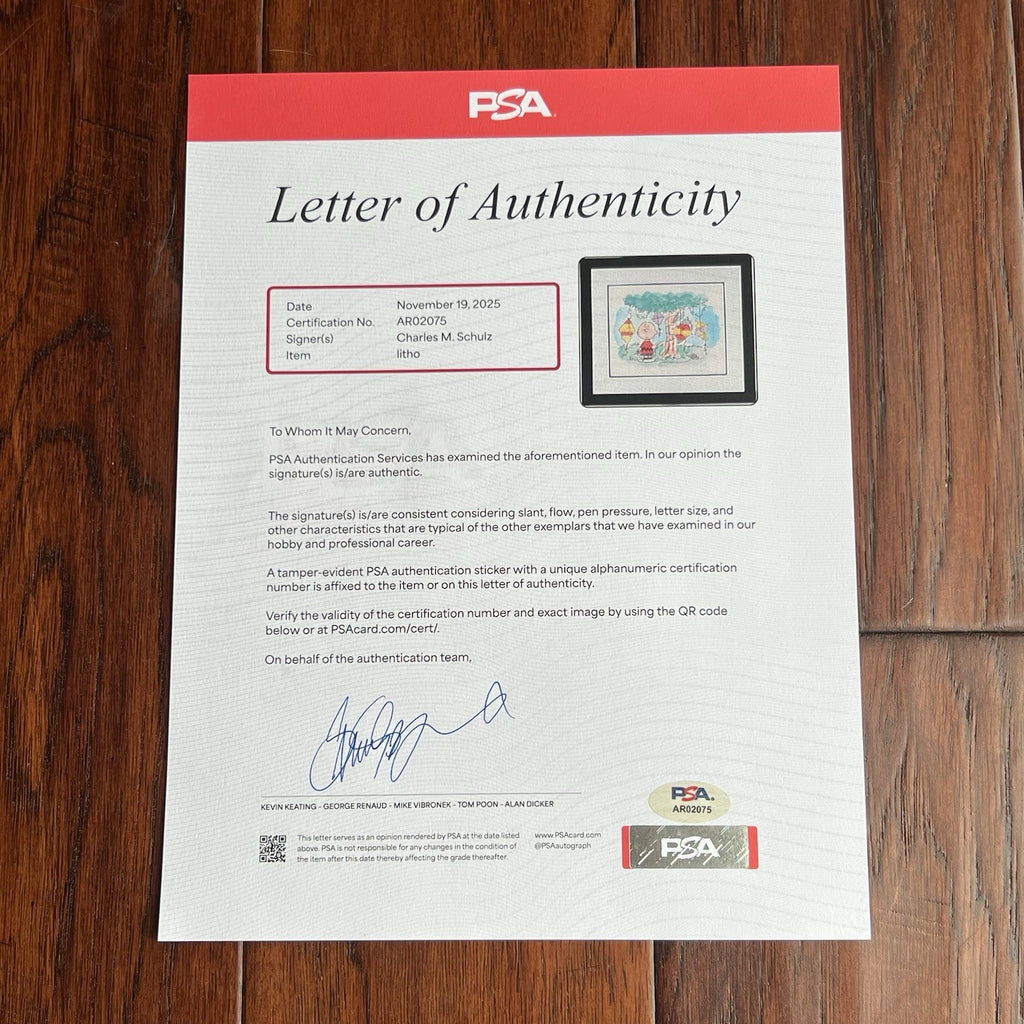 PSA
Letter of Authenticity
Date November 19, 2025
Certification No. AR02075
Signer(s) Charles M. Schulz
Item litho
To Whom It May Concern,
PSA Authentication Services has examined the aforementioned item. In our opinion the
signature(s) is/are authentic.
The signature(s) is/are consistent considering slant, flow, pen pressure, letter size, and
other characteristics that are typical of the other exemplars that we have examined in our
hobby and professional career.
A tamper-evident PSA authentication sticker with a unique alphanumeric certification
number is affixed to the item or on this letter of authenticity.
Verify the validity of the certification number and exact image by using the QR code
below or at PSAcard.com/cert/.
On behalf of the authentication team,
KEVIN KEATING - GEORGE RENAUD - MIKE VIBRONEK - TOM POON - ALAN DICKER
This letter serves as an opinion rendered by PSA at the date listed
above. PSA is not responsible for any changes in the condition of
the item after this date thereby affecting the grade thereafter.
www.PSAcard.com
@PSAautograph
PSA.
AR02075
PSA